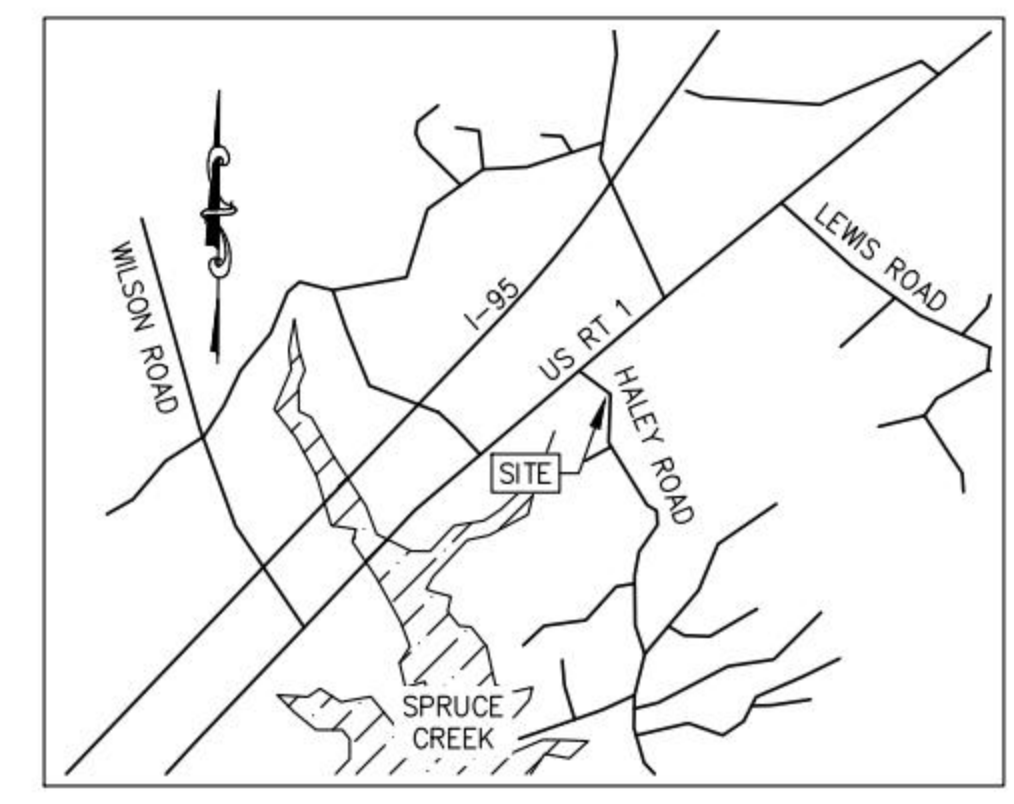 LEWIS ROAD
WILSON ROAD
I-95
US RT 1
HALEY ROAD
SITE
SPRUCE
CREEK